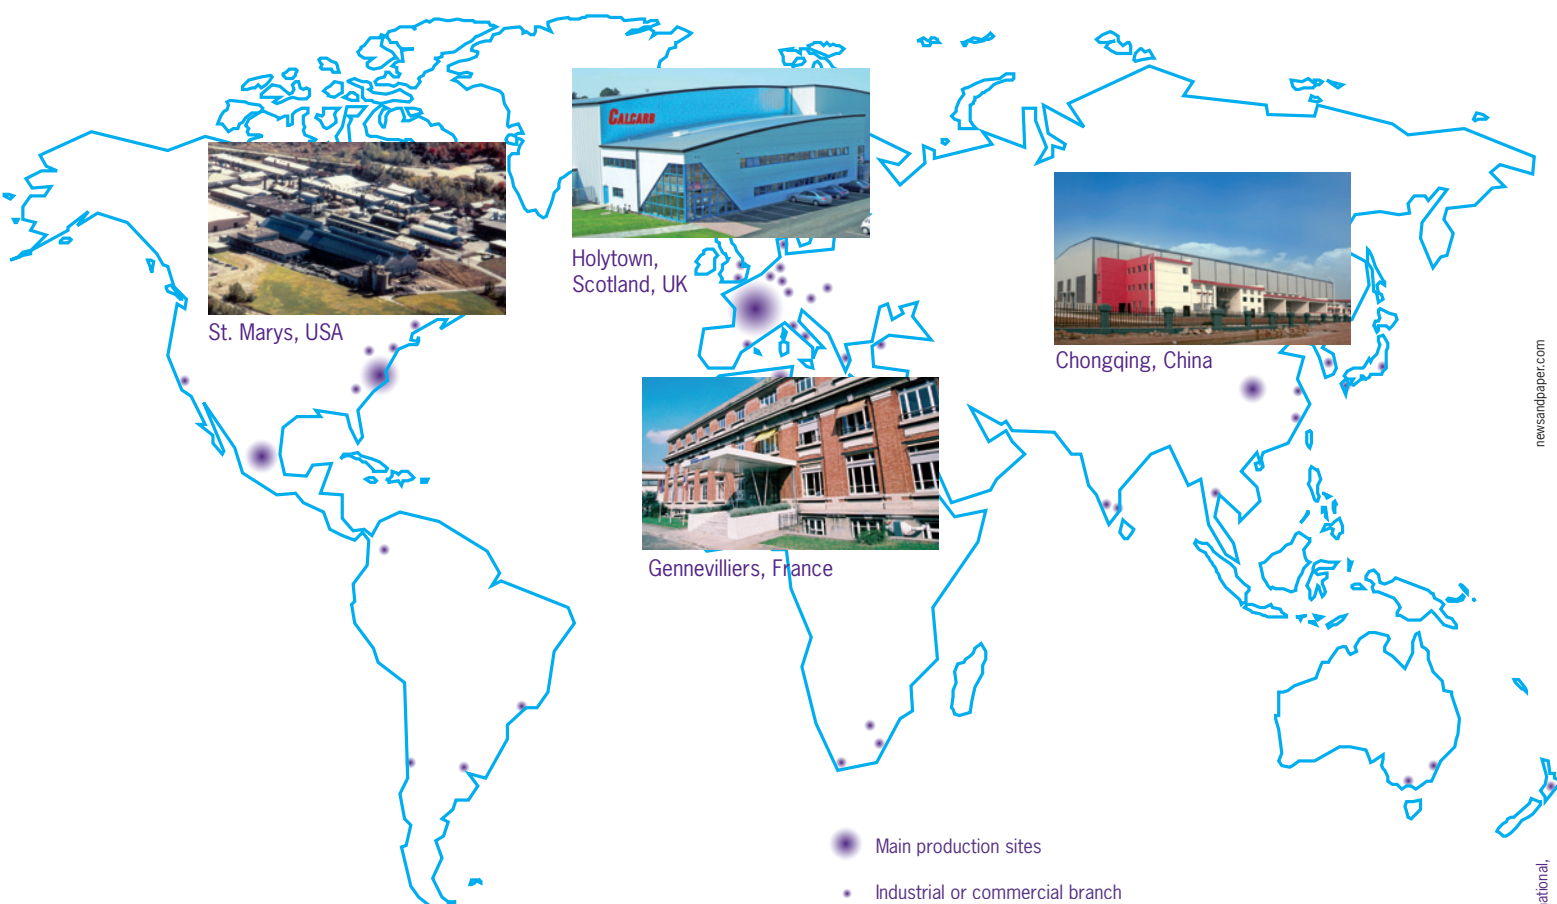 CALCARB
Holytown,
Scotland, UK
St. Marys, USA
Chongqing, China
Gennevilliers, France
Main production sites
Industrial or commercial branch
newsandpaper.com